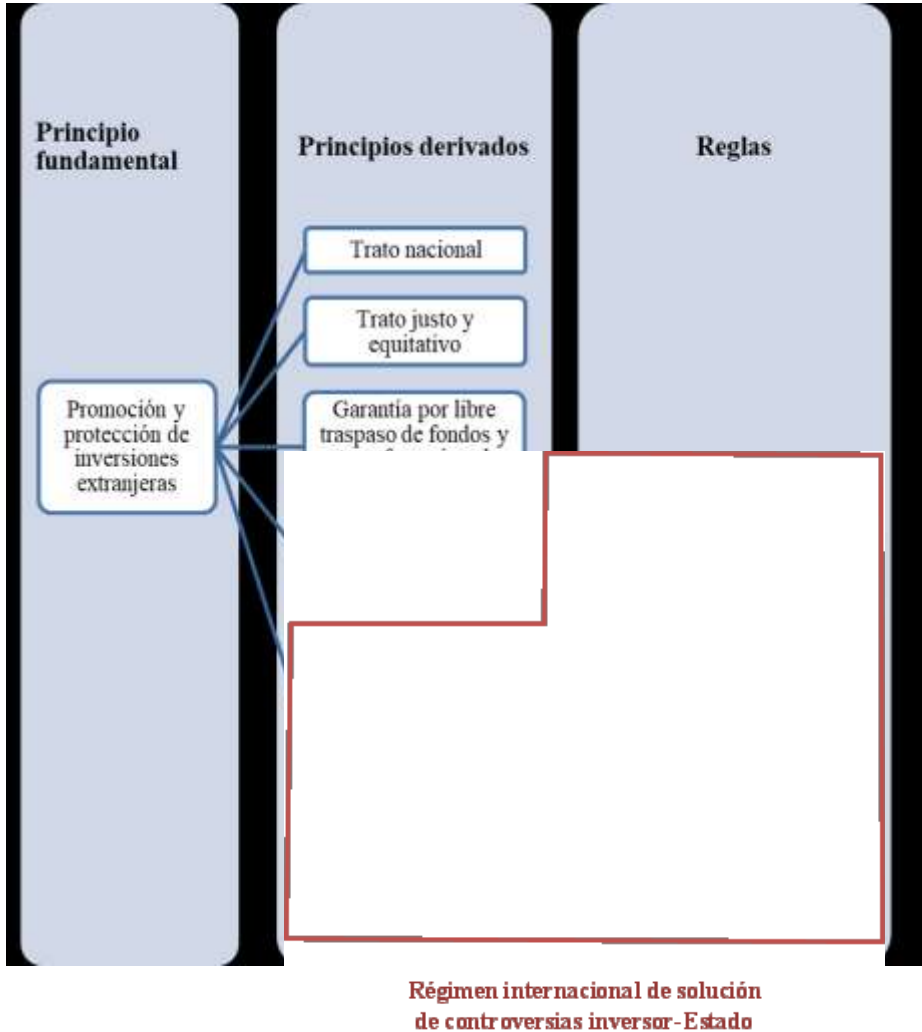 Principio
fundamental
Principios derivados
Reglas
Promoción y
protección de
inversiones
extranjeras
Trato nacional
Trato justo y
equitativo
Garantía por libre
traspaso de fondos y
Régimen internacional de solución
de controversias inversor-Estado